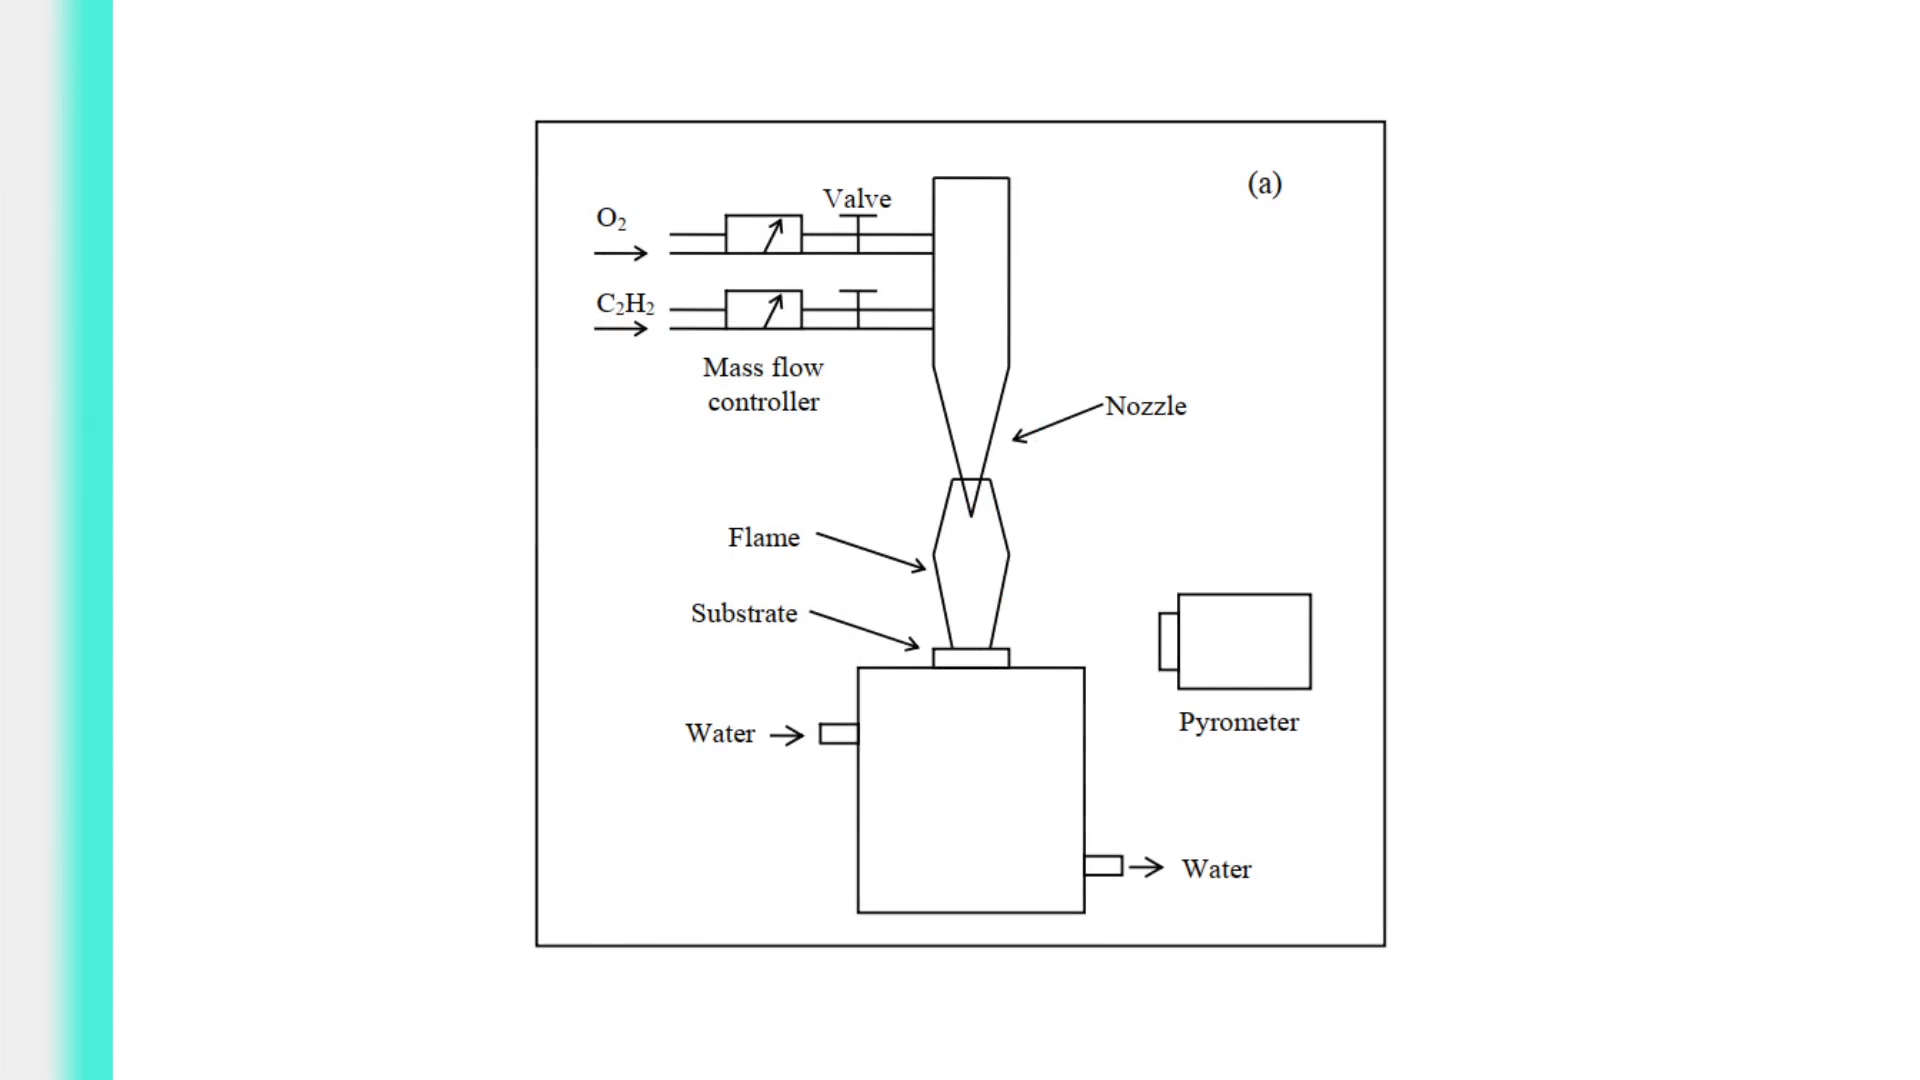 (a)
Valve
O₂
C₂H₂
Mass flow
controller
Nozzle
Flame
Substrate
Water
Pyrometer
Water